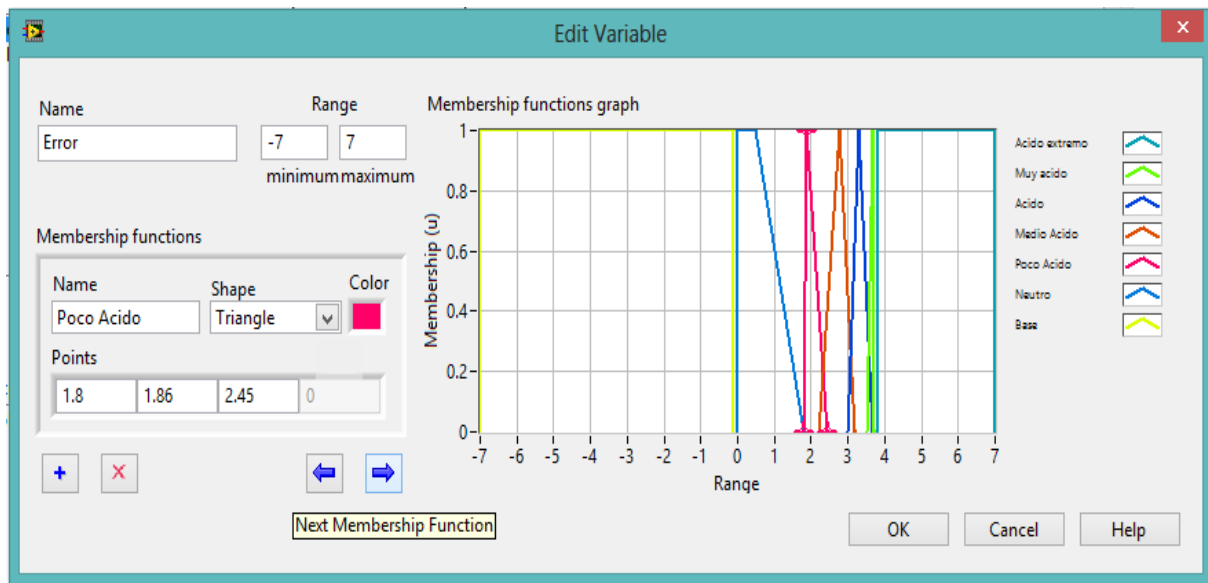 Edit Variable
x
Name
Range
Error
-7
7
minimum
maximum
Membership functions
Name
Shape
Color
Poco Acido
Triangle
Points
1.8
1.86
2.45
0
+
X
Next Membership Function
Membership functions graph
Membership (u)
1
0.8
0.6
0.4
0.2
0
-7 -6 -5 -4 -3 -2 -1 0 1 2 3 4 5 6 7
Range
Acido extremo
Muy acido
Acido
Medio Acido
Poco Acido
Neutro
Base
OK
Cancel
Help